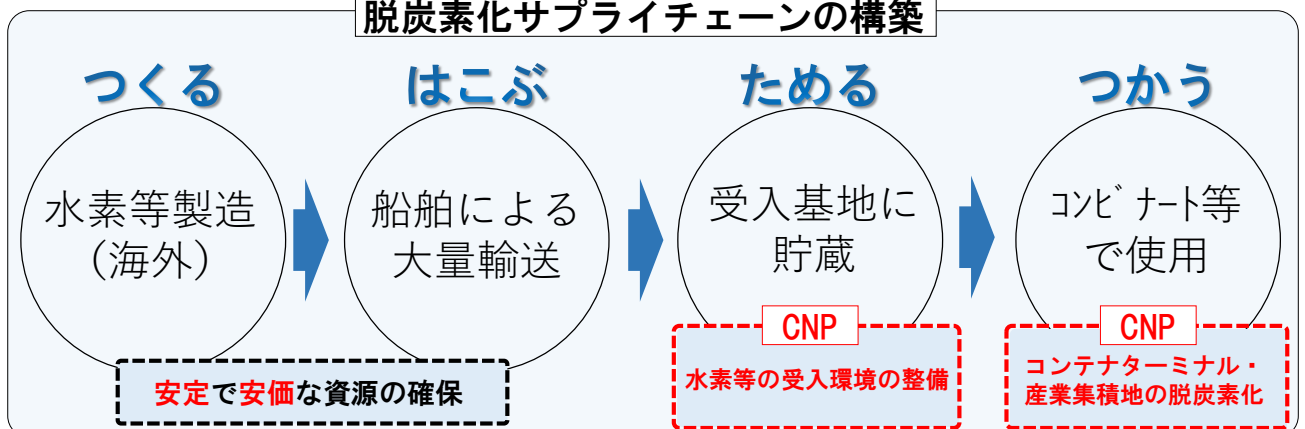 脱炭素化サプライチェーンの構築
つくる
はこぶ
ためる
つかう
水素等製造
(海外)
船舶による
大量輸送
受入基地に
貯蔵
コンビナート等
で使用
安定で安価な資源の確保
CNP
水素等の受入環境の整備
CNP
コンテナターミナル・
産業集積地の脱炭素化